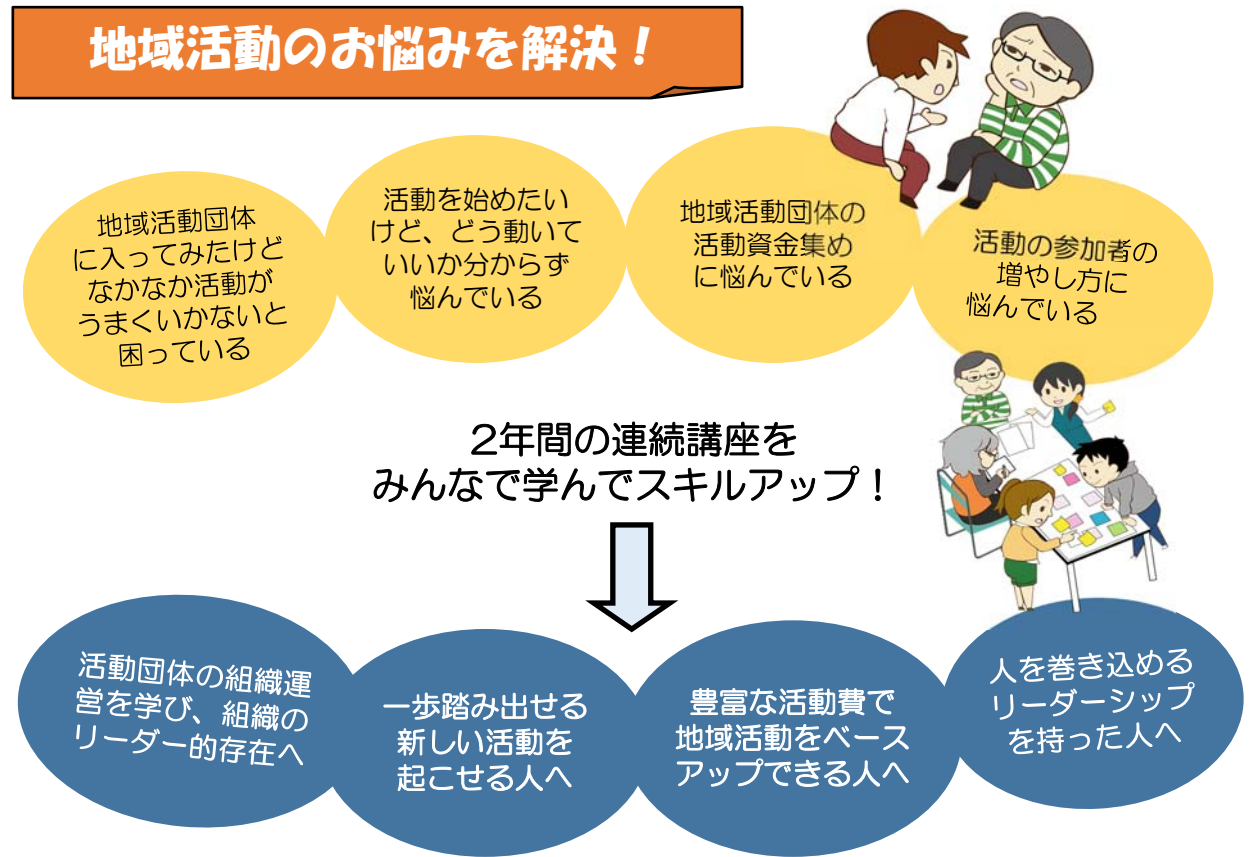 地域活動のお悩みを解決！
地域活動団体
に入ってみたけど
なかなか活動が
うまくいかないと
困っている
活動を始めたい
けど、どう動いて
いいか分からず
悩んでいる
地域活動団体の
活動資金集め
に悩んでいる
活動の参加者の
増やし方に
悩んでいる
2年間の連続講座を
みんなで学んでスキルアップ！
活動団体の組織運
営を学び、組織の
リーダー的存在へ
一歩踏み出せる
新しい活動を
起こせる人へ
豊富な活動費で
地域活動をベース
アップできる人へ
人を巻き込める
リーダーシップ
を持った人へ